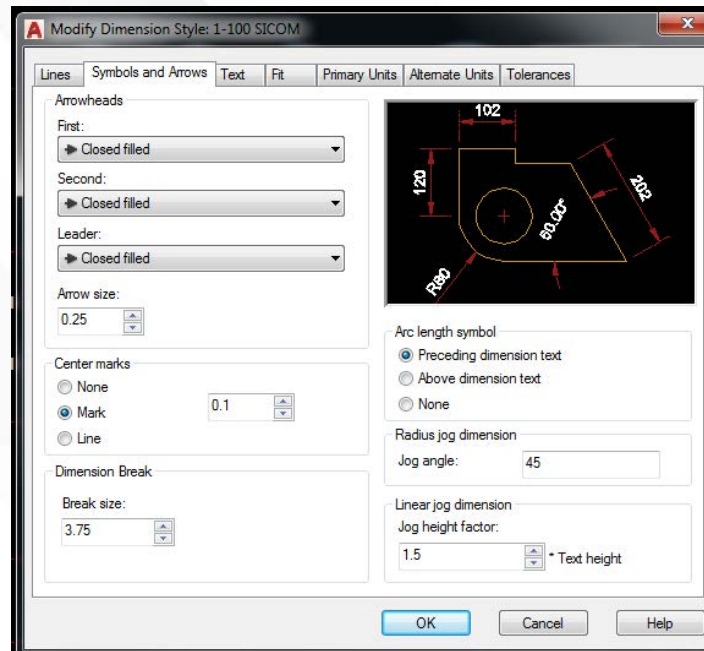 Modify Dimension Style: 1-100 SICOM
Lines
Symbols and Arrows
Text
Fit
Primary Units
Alternate Units
Tolerances
Arrowheads
First:
Closed filled
Second:
Closed filled
Leader:
Closed filled
Arrow size:
0.25
Center marks
None
Mark
Line
0.1
Dimension Break
Break size:
3.75
102
120
202
60.00°
R80
Arc length symbol
Preceding dimension text
Above dimension text
None
Radius jog dimension
Jog angle:
45
Linear jog dimension
Jog height factor:
1.5
* Text height
OK
Cancel
Help